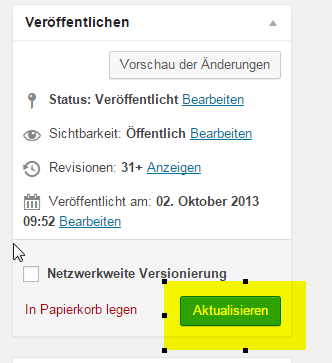 Veröffentlichen
Vorschau der Änderungen
Status: Veröffentlicht Bearbeiten
Sichtbarkeit: Öffentlich Bearbeiten
Revisionen: 31+ Anzeigen
Veröffentlicht am: 02. Oktober 2013
09:52 Bearbeiten
Netzwerkweite Versionierung
In Papierkorb legen Aktualisieren